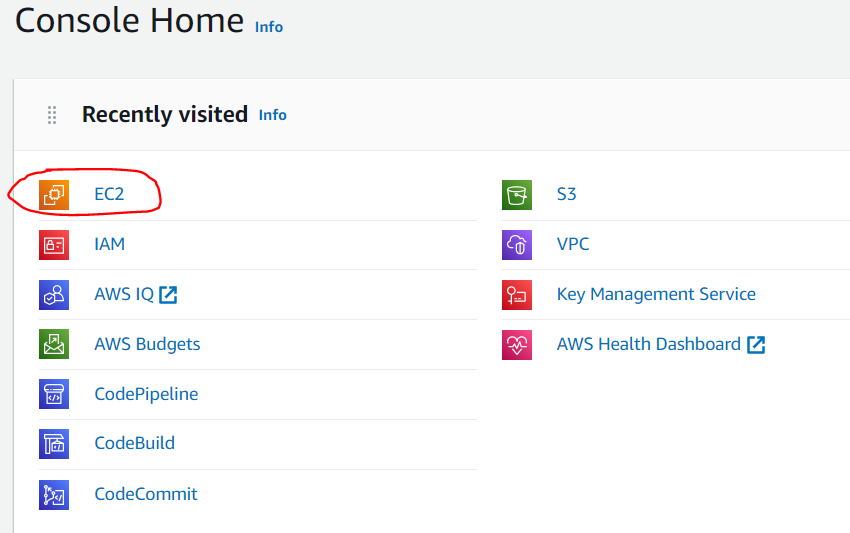 Console Home Info
Recently visited Info
EC2
IAM
AWS IQ
AWS Budgets
CodePipeline
CodeBuild
CodeCommit
S3
VPC
Key Management Service
AWS Health Dashboard